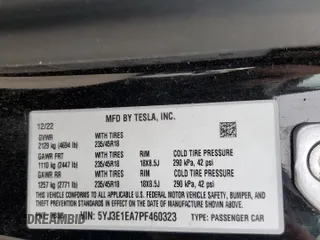 MFD BY TESLA, INC.
12/22
GVWR WITH TIRES
2129 kg (4694 lb) 235/45R18
GAWR FRT WITH TIRES RIM COLD TIRE PRESSURE
1110 kg (2447 lb) 235/45R18 18X8.5J 290 kPa, 42 psi
GAWR RR WITH TIRES RIM COLD TIRE PRESSURE
1257 kg (2771 lb) 235/45R18 18X8.5J 290 kPa, 42 psi
THIS VEHICLE CONFORMS TO ALL APPLICABLE U.S. FEDERAL MOTOR VEHICLE SAFETY, BUMPER,
AND THEFT PREVENTION STANDARDS IN EFFECT ON THE DATE OF MANUFACTURE SHOWN ABOVE.
VIN: 5YJ3E1EA7PF460323 TYPE: PASSENGER CAR
DREAMBID